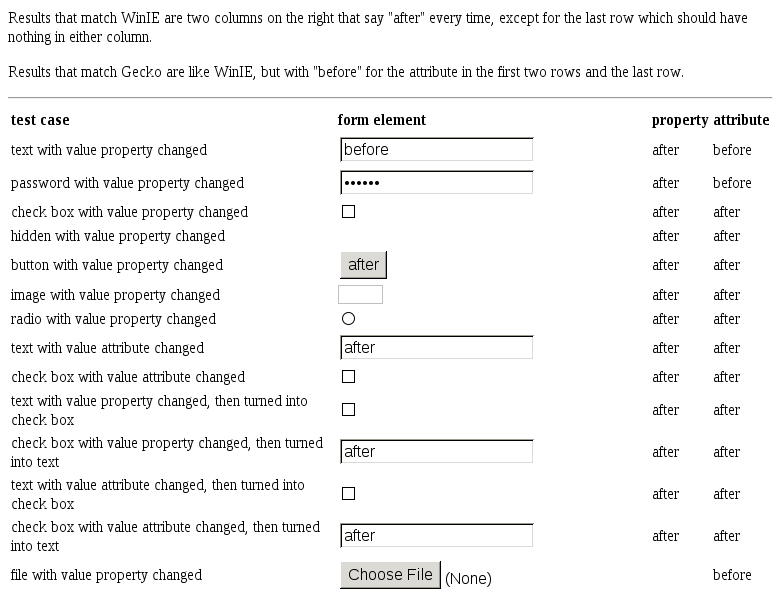 Results that match WinIE are two columns on the right that say "after" every time, except for the last row which should have
nothing in either column.
Results that match Gecko are like WinIE, but with "before" for the attribute in the first two rows and the last row.
test case form element property attribute
text with value property changed before after before
password with value property changed •••••• after before
check box with value property changed after after
hidden with value property changed after after
button with value property changed after after after
image with value property changed after after
radio with value property changed after after
text with value attribute changed after after after
check box with value attribute changed after after
text with value property changed, then turned into
check box after after
check box with value property changed, then turned
into text after after after
text with value attribute changed, then turned into
check box after after
check box with value attribute changed, then turned
into text after after after
file with value property changed Choose File (None) before